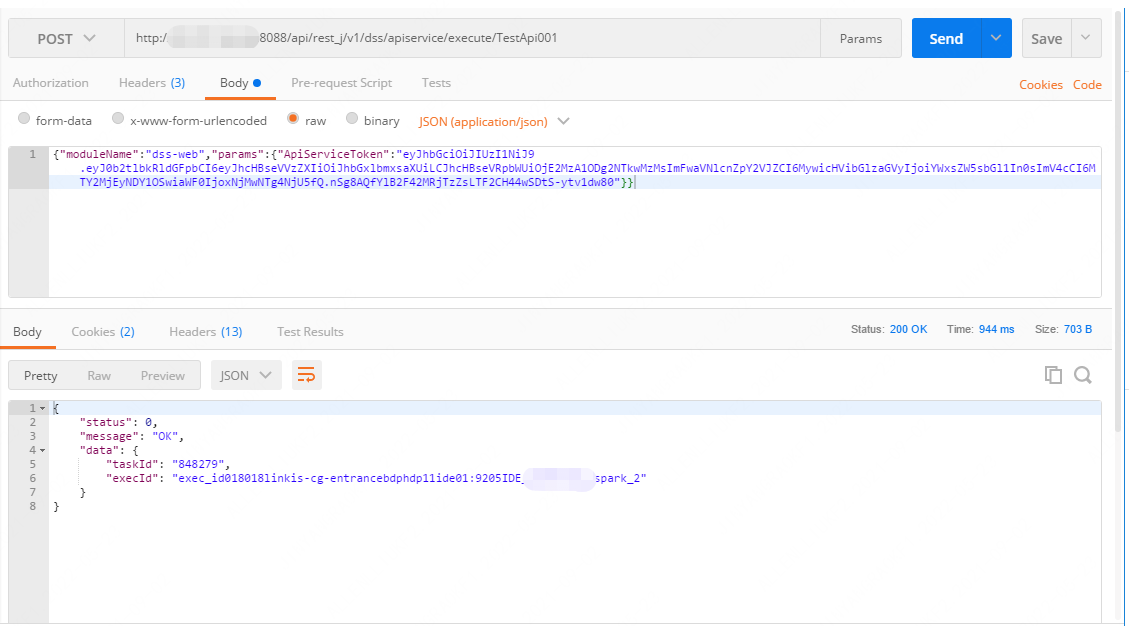 POST http:/ 8088/api/rest_j/v1/dss/apiservice/execute/TestApi001 Params Send Save
Authorization Headers (3) Body Pre-request Script Tests Cookies Code
form-data x-www-form-urlencoded raw binary JSON (application/json)
1 {"moduleName":"dss-web","params":{"ApiServiceToken":"eyJhbGciOiJIUzI1NiJ9
.eyJ0b2tlbkRldGFpbCI6eyJhcHBseVVzZXIiOiJhbGxlbmxsaXUiLCJhcHBseVRpbWUiOjE2MzA1ODg2NTkwMzMsImFwaVNlcnZpY2VJZCI6MywicHVibGlzaGVyIjoiYWxsZW5sbGl1In0sImV4cCI6M
TY2MjEyNDY1OSwiaWF0IjoxNjMwNTg4NjU5fQ.nSg8AQfYlB2F42MRjTzZsLTF2CH44wSDtS-ytv1dw80"}}
Body Cookies (2) Headers (13) Test Results Status: 200 OK Time: 944 ms Size: 703 B
Pretty Raw Preview JSON
1 {
2 "status": 0,
3 "message": "OK",
4 "data": {
5 "taskId": "848279",
6 "execId": "exec_id018018linkis-cg-entrancebdphdp11ide01:9205IDE_ spark_2"
7 }
8 }